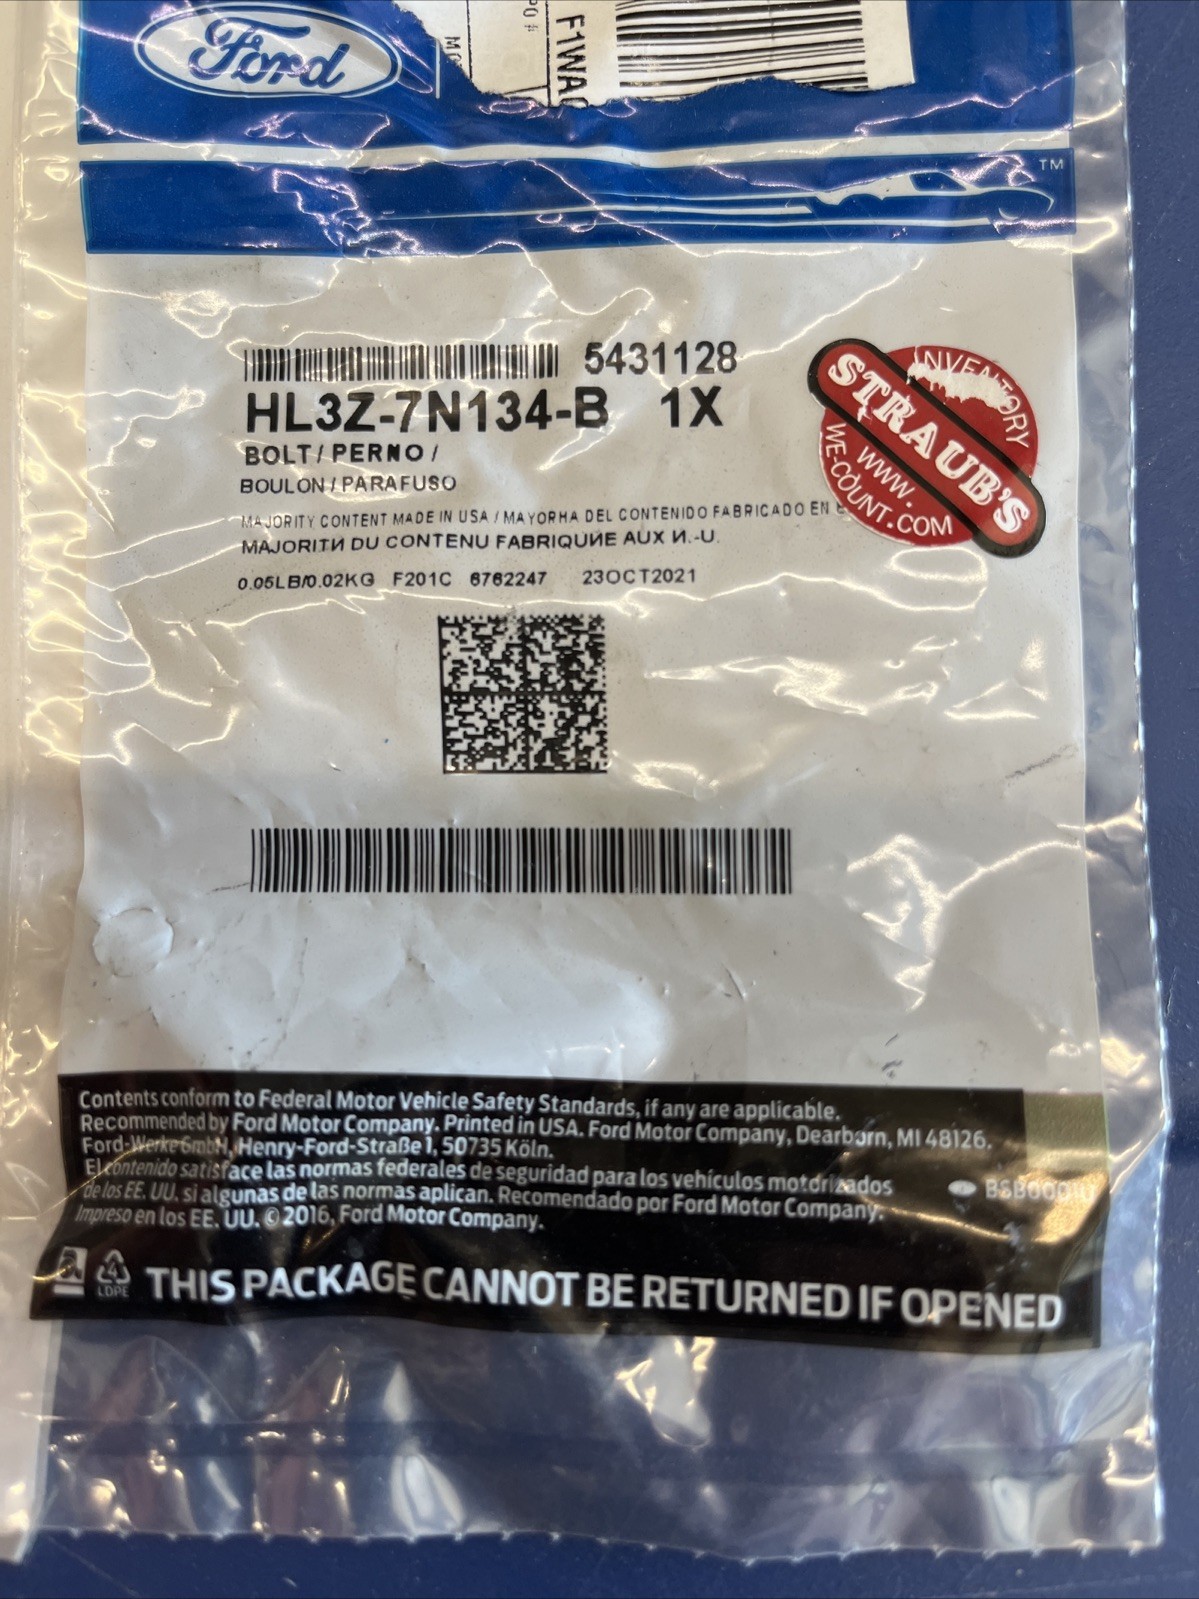 Ford
PO #
F1WA
TM
5431128
HL3Z-7N134-B 1X
BOLT / PERNO /
BOULON / PARAFUSO
MAJORITY CONTENT MADE IN USA / MAYORHA DEL CONTENIDO FABRICADO EN
MAJORITИ DU CONTENU FABRIQUИE AUX И.-U.
0.05LB/0.02KG F201C 6762247 23OCT2021
INVENTORY
STRAUB'S
WWW.
WE-COUNT.COM
Contents conform to Federal Motor Vehicle Safety Standards, if any are applicable.
Recommended by Ford Motor Company. Printed in USA. Ford Motor Company, Dearborn, MI 48126.
Ford-Werke GmbH, Henry-Ford-Straße 1, 50735 Köln.
El contenido satisface las normas federales de seguridad para los vehículos motorizados
de los EE. UU. si algunas de las normas aplican. Recomendado por Ford Motor Company.
Impreso en los EE. UU. © 2016, Ford Motor Company.
4
LDPE
THIS PACKAGE CANNOT BE RETURNED IF OPENED